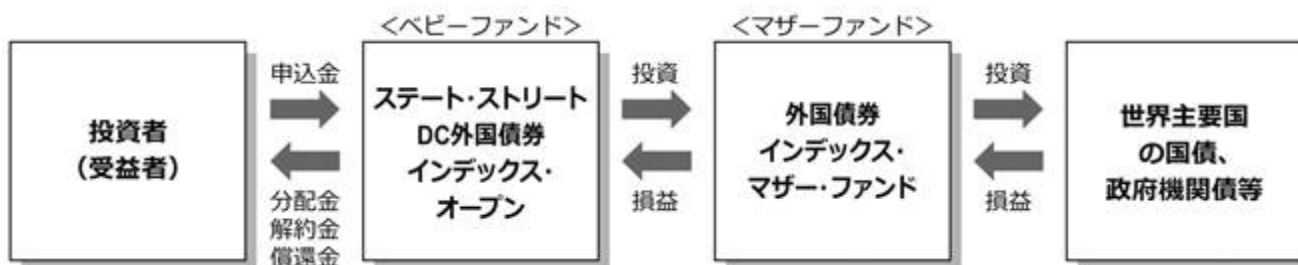 投資者
（受益者）
申込金
分配金
解約金
償還金
＜ベビーファンド＞
ステート・ストリート
DC外国債券
インデックス・
オープン
投資
損益
＜マザーファンド＞
外国債券
インデックス・
マザー・ファンド
投資
損益
世界主要国
の国債、
政府機関債等